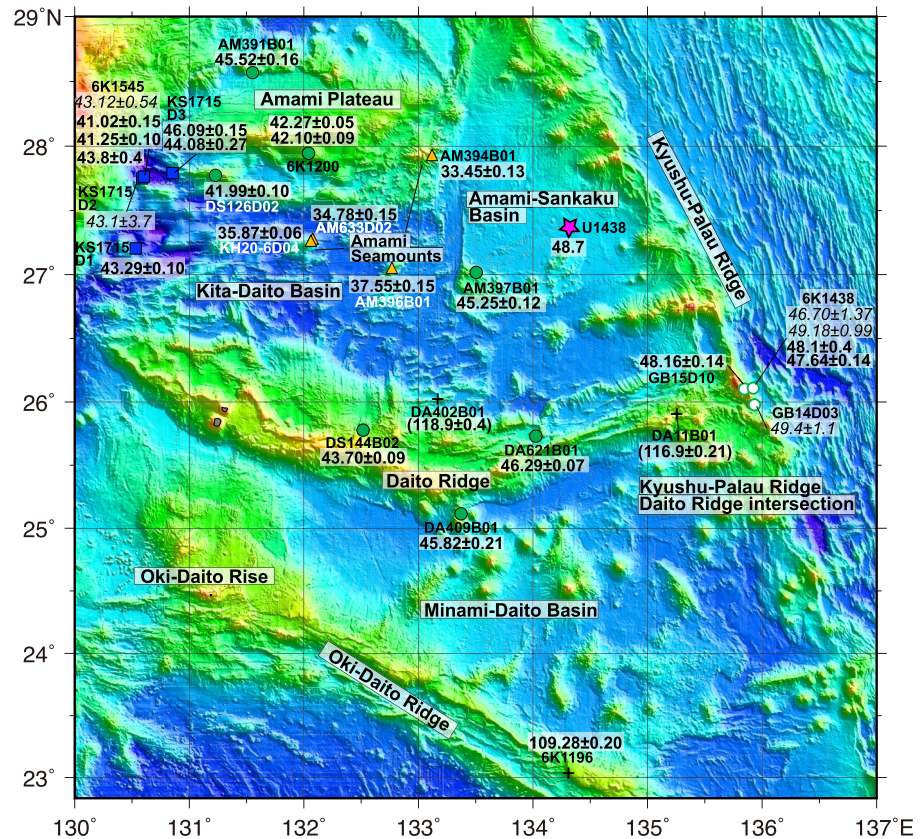 29°N
28°
27°
26°
25°
24°
23°
130°
131°
132°
133°
134°
135°
136°
137°E
AM391B01
45.52±0.16
6K1545
43.12±0.54
41.02±0.15
41.25±0.10
43.8±0.4
KS1715
D3
46.09±0.15
44.08±0.27
Amami Plateau
42.27±0.05
42.10±0.09
6K1200
AM394B01
33.45±0.13
KS1715
D2
43.1±3.7
41.99±0.10
DS126D02
KS1715
D1
43.29±0.10
34.78±0.15
AM633D02
35.87±0.06
KH20-6D04
Amami
Seamounts
37.55±0.15
AM396B01
Kita-Daito Basin
Amami-Sankaku
Basin
U1438
48.7
AM397B01
45.25±0.12
Kyushu-Palau Ridge
6K1438
46.70±1.37
49.18±0.99
48.1±0.4
47.64±0.14
48.16±0.14
GB15D10
GB14D03
49.4±1.1
DA402B01
(118.9±0.4)
DS144B02
43.70±0.09
DA621B01
46.29±0.07
DA11B01
(116.9±0.21)
Daito Ridge
Kyushu-Palau Ridge
Daito Ridge intersection
DA409B01
45.82±0.21
Oki-Daito Rise
Minami-Daito Basin
Oki-Daito Ridge
109.28±0.20
6K1196